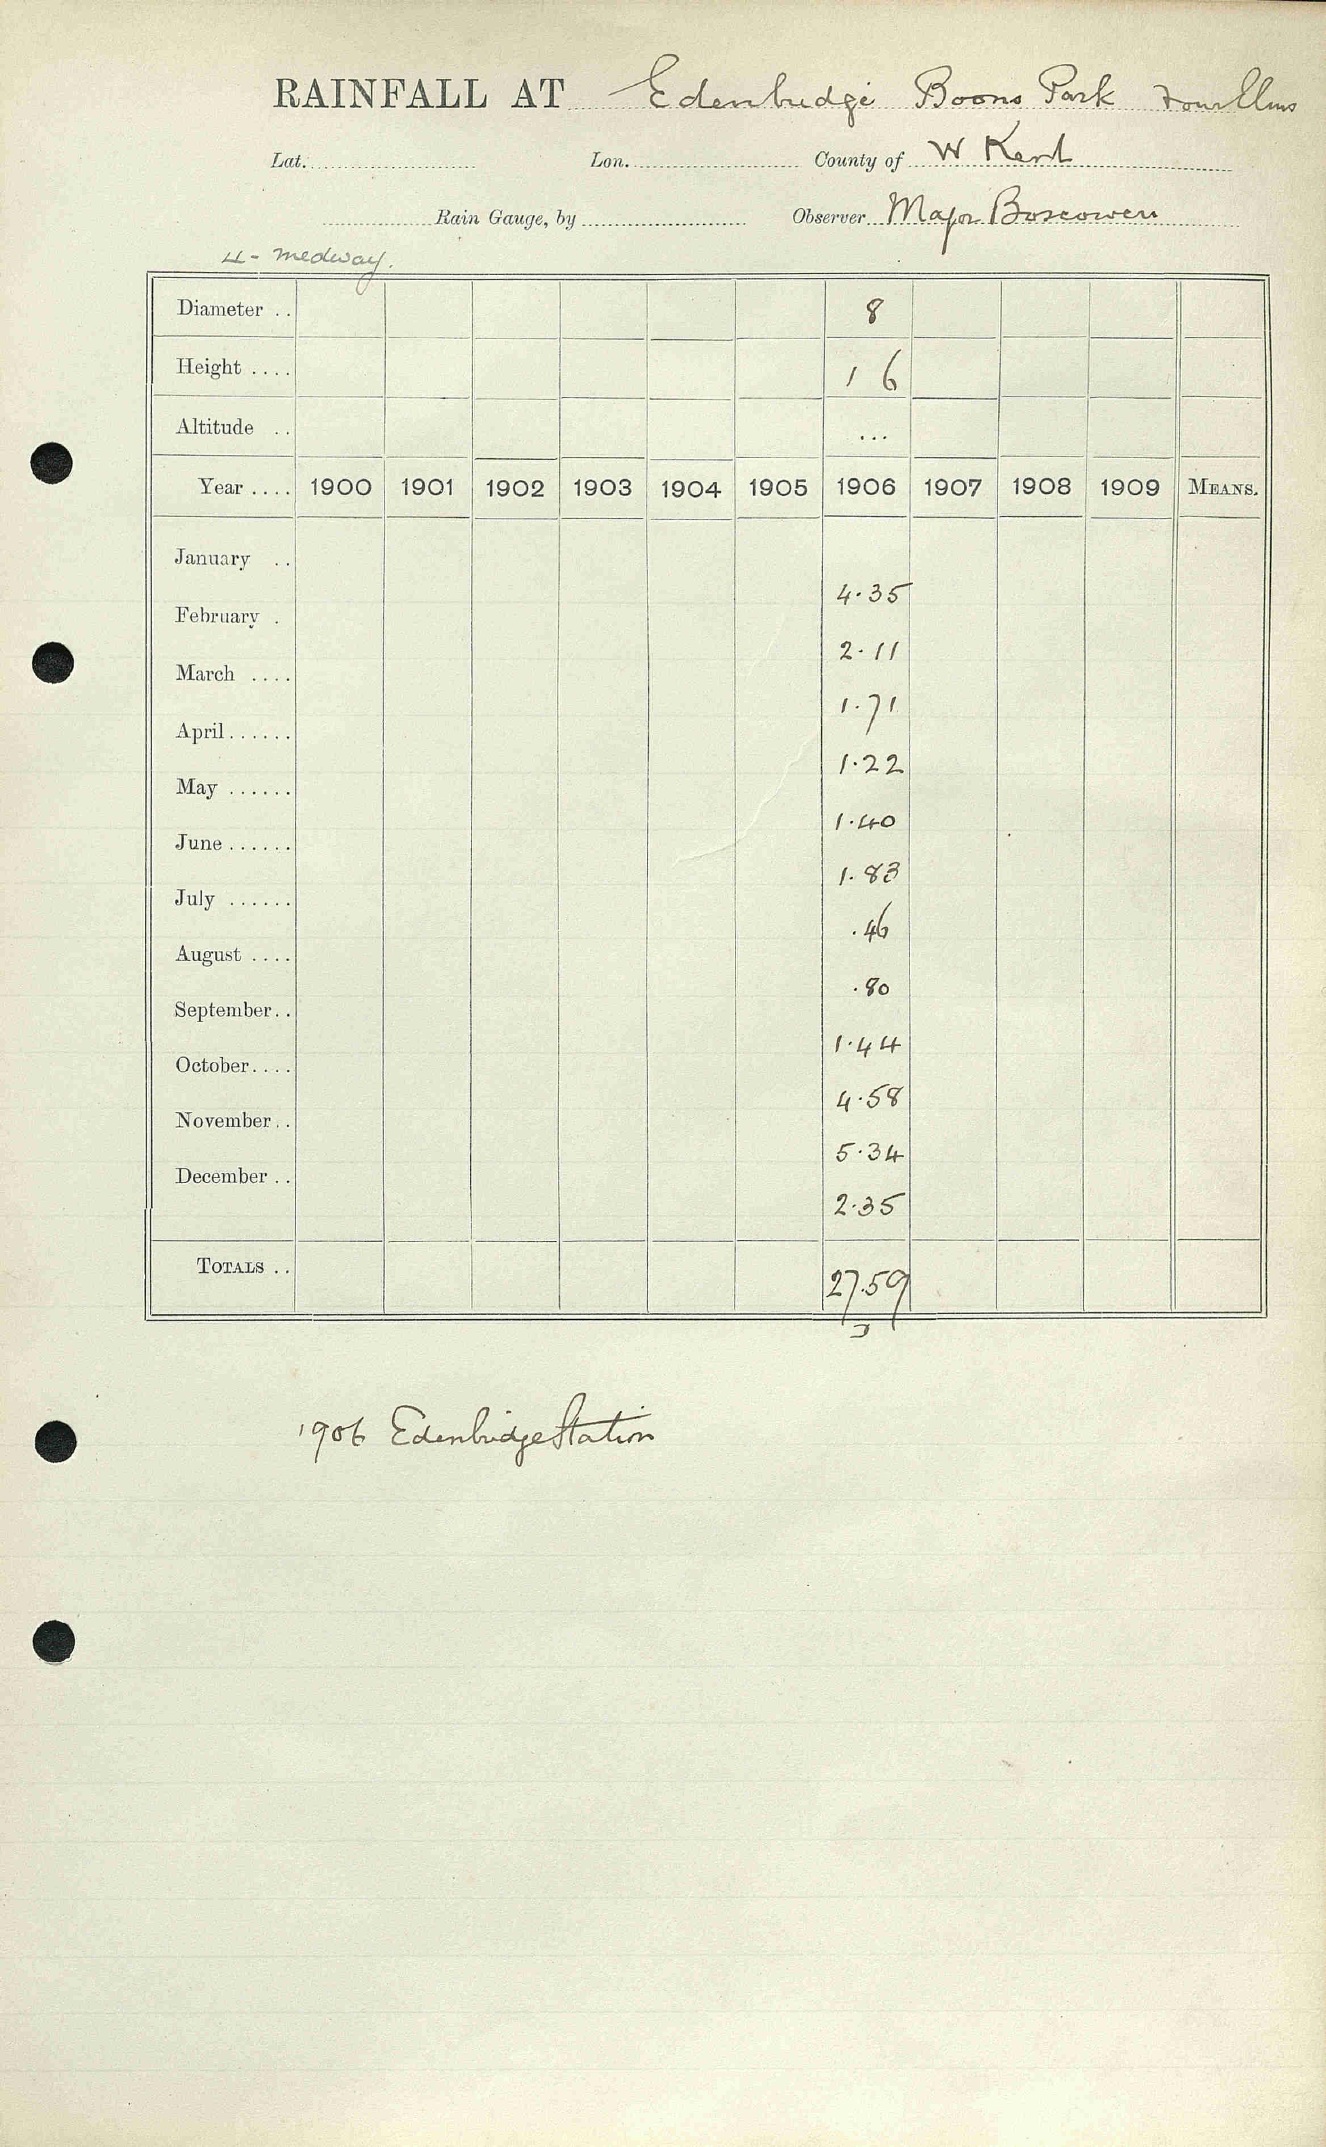 RAINFALL AT Edenbridge Boons Park Four Elms
Lat. Lon. County of W Kent
Rain Gauge, by Observer Major Boscowen
4 - Medway.
Diameter .. 8
Height .... 1 6
Altitude .. ...
Year .... 1900 1901 1902 1903 1904 1905 1906 1907 1908 1909 MEANS.
January ..
4.35
February .
2.11
March ....
1.71
April......
1.22
May ......
1.40
June ......
1.83
July ......
.46
August ....
.80
September..
1.44
October....
4.58
November..
5.34
December ..
2.35
TOTALS ..
27.59
1906 Edenbridge Station